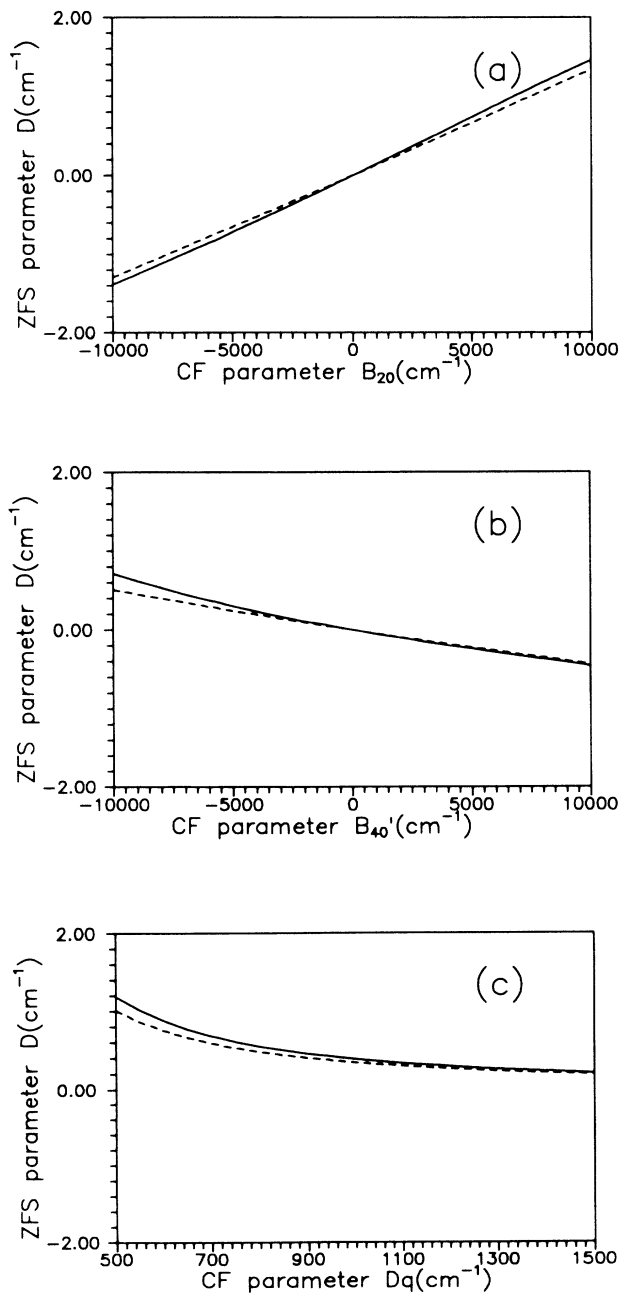 2.00
(a)
ZFS parameter D(cm⁻¹)
0.00
−2.00
−10000 −5000 0 5000 10000
CF parameter B₂₀(cm⁻¹)
2.00
(b)
ZFS parameter D(cm⁻¹)
0.00
−2.00
−10000 −5000 0 5000 10000
CF parameter B₄₀'(cm⁻¹)
2.00
(c)
ZFS parameter D(cm⁻¹)
0.00
−2.00
500 700 900 1100 1300 1500
CF parameter Dq(cm⁻¹)